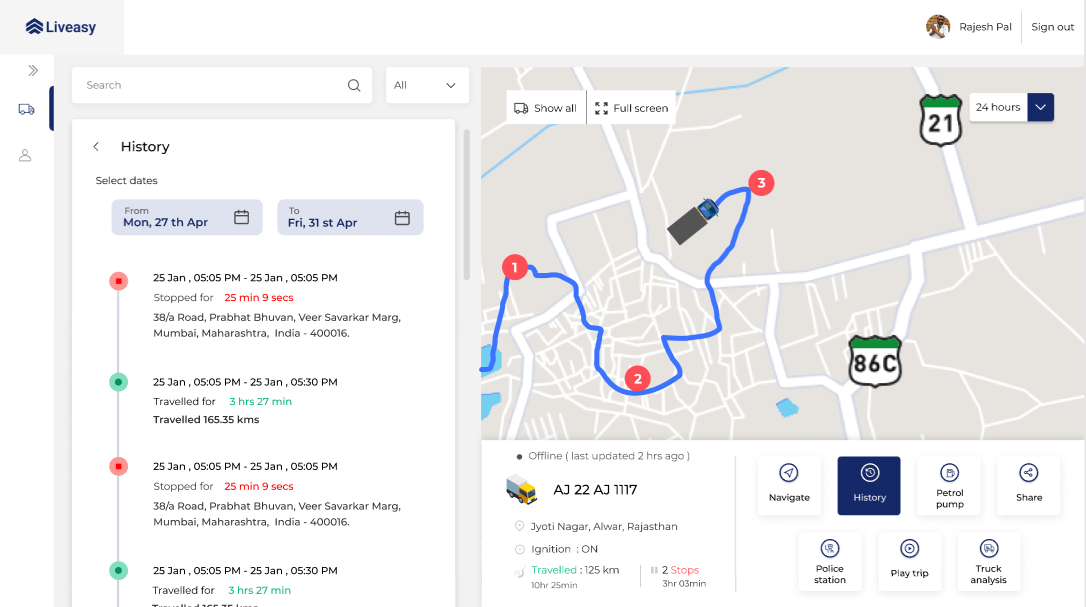 Liveasy
Rajesh Pal
Sign out
Search
All
History
Select dates
From
Mon, 27 th Apr
To
Fri, 31 st Apr
25 Jan , 05:05 PM - 25 Jan , 05:05 PM
Stopped for 25 min 9 secs
38/a Road, Prabhat Bhuvan, Veer Savarkar Marg,
Mumbai, Maharashtra, India - 400016.
25 Jan , 05:05 PM - 25 Jan , 05:30 PM
Travelled for 3 hrs 27 min
Travelled 165.35 kms
25 Jan , 05:05 PM - 25 Jan , 05:05 PM
Stopped for 25 min 9 secs
38/a Road, Prabhat Bhuvan, Veer Savarkar Marg,
Mumbai, Maharashtra, India - 400016.
25 Jan , 05:05 PM - 25 Jan , 05:30 PM
Travelled for 3 hrs 27 min
Travelled 165.35 kms
Show all
Full screen
21
24 hours
3
1
86C
2
Offline ( last updated 2 hrs ago )
AJ 22 AJ 1117
Jyoti Nagar, Alwar, Rajasthan
Ignition : ON
Travelled : 125 km
10hr 25min
2 Stops
3hr 03min
Navigate
History
Petrol
pump
Share
Police
station
Play trip
Truck
analysis